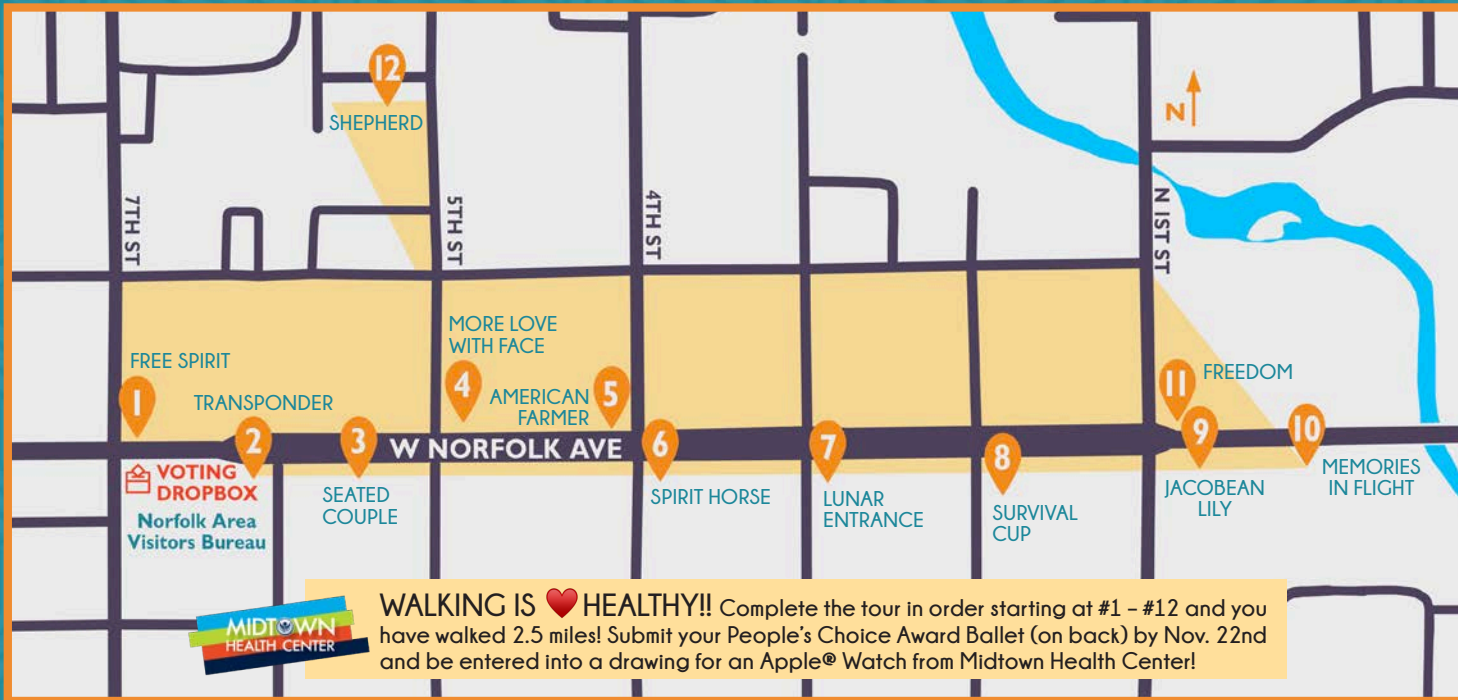 12
SHEPHERD
N
7TH ST
5TH ST
4TH ST
N 1ST ST
FREE SPIRIT
1
TRANSPONDER
2
3
MORE LOVE
WITH FACE
4
AMERICAN
FARMER
5
W NORFOLK AVE
6
7
8
11
FREEDOM
9
10
VOTING
DROPBOX
Norfolk Area
Visitors Bureau
SEATED
COUPLE
SPIRIT HORSE
LUNAR
ENTRANCE
SURVIVAL
CUP
JACOBEAN
LILY
MEMORIES
IN FLIGHT
MIDTOWN
HEALTH CENTER
WALKING IS ❤ HEALTHY!! Complete the tour in order starting at #1 – #12 and you
have walked 2.5 miles! Submit your People's Choice Award Ballet (on back) by Nov. 22nd
and be entered into a drawing for an Apple® Watch from Midtown Health Center!